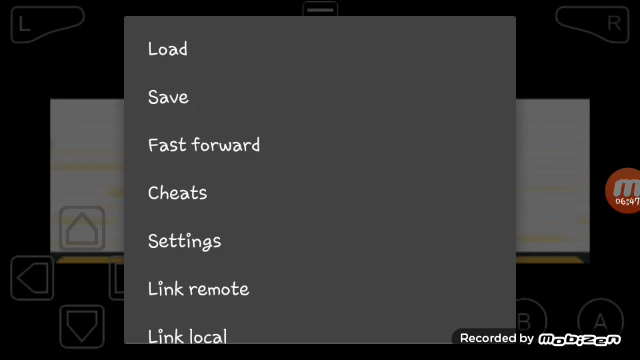 L
R
Load
Save
Fast forward
Cheats
Settings
Link remote
Link local
06:47
B
A
Recorded by mobizen